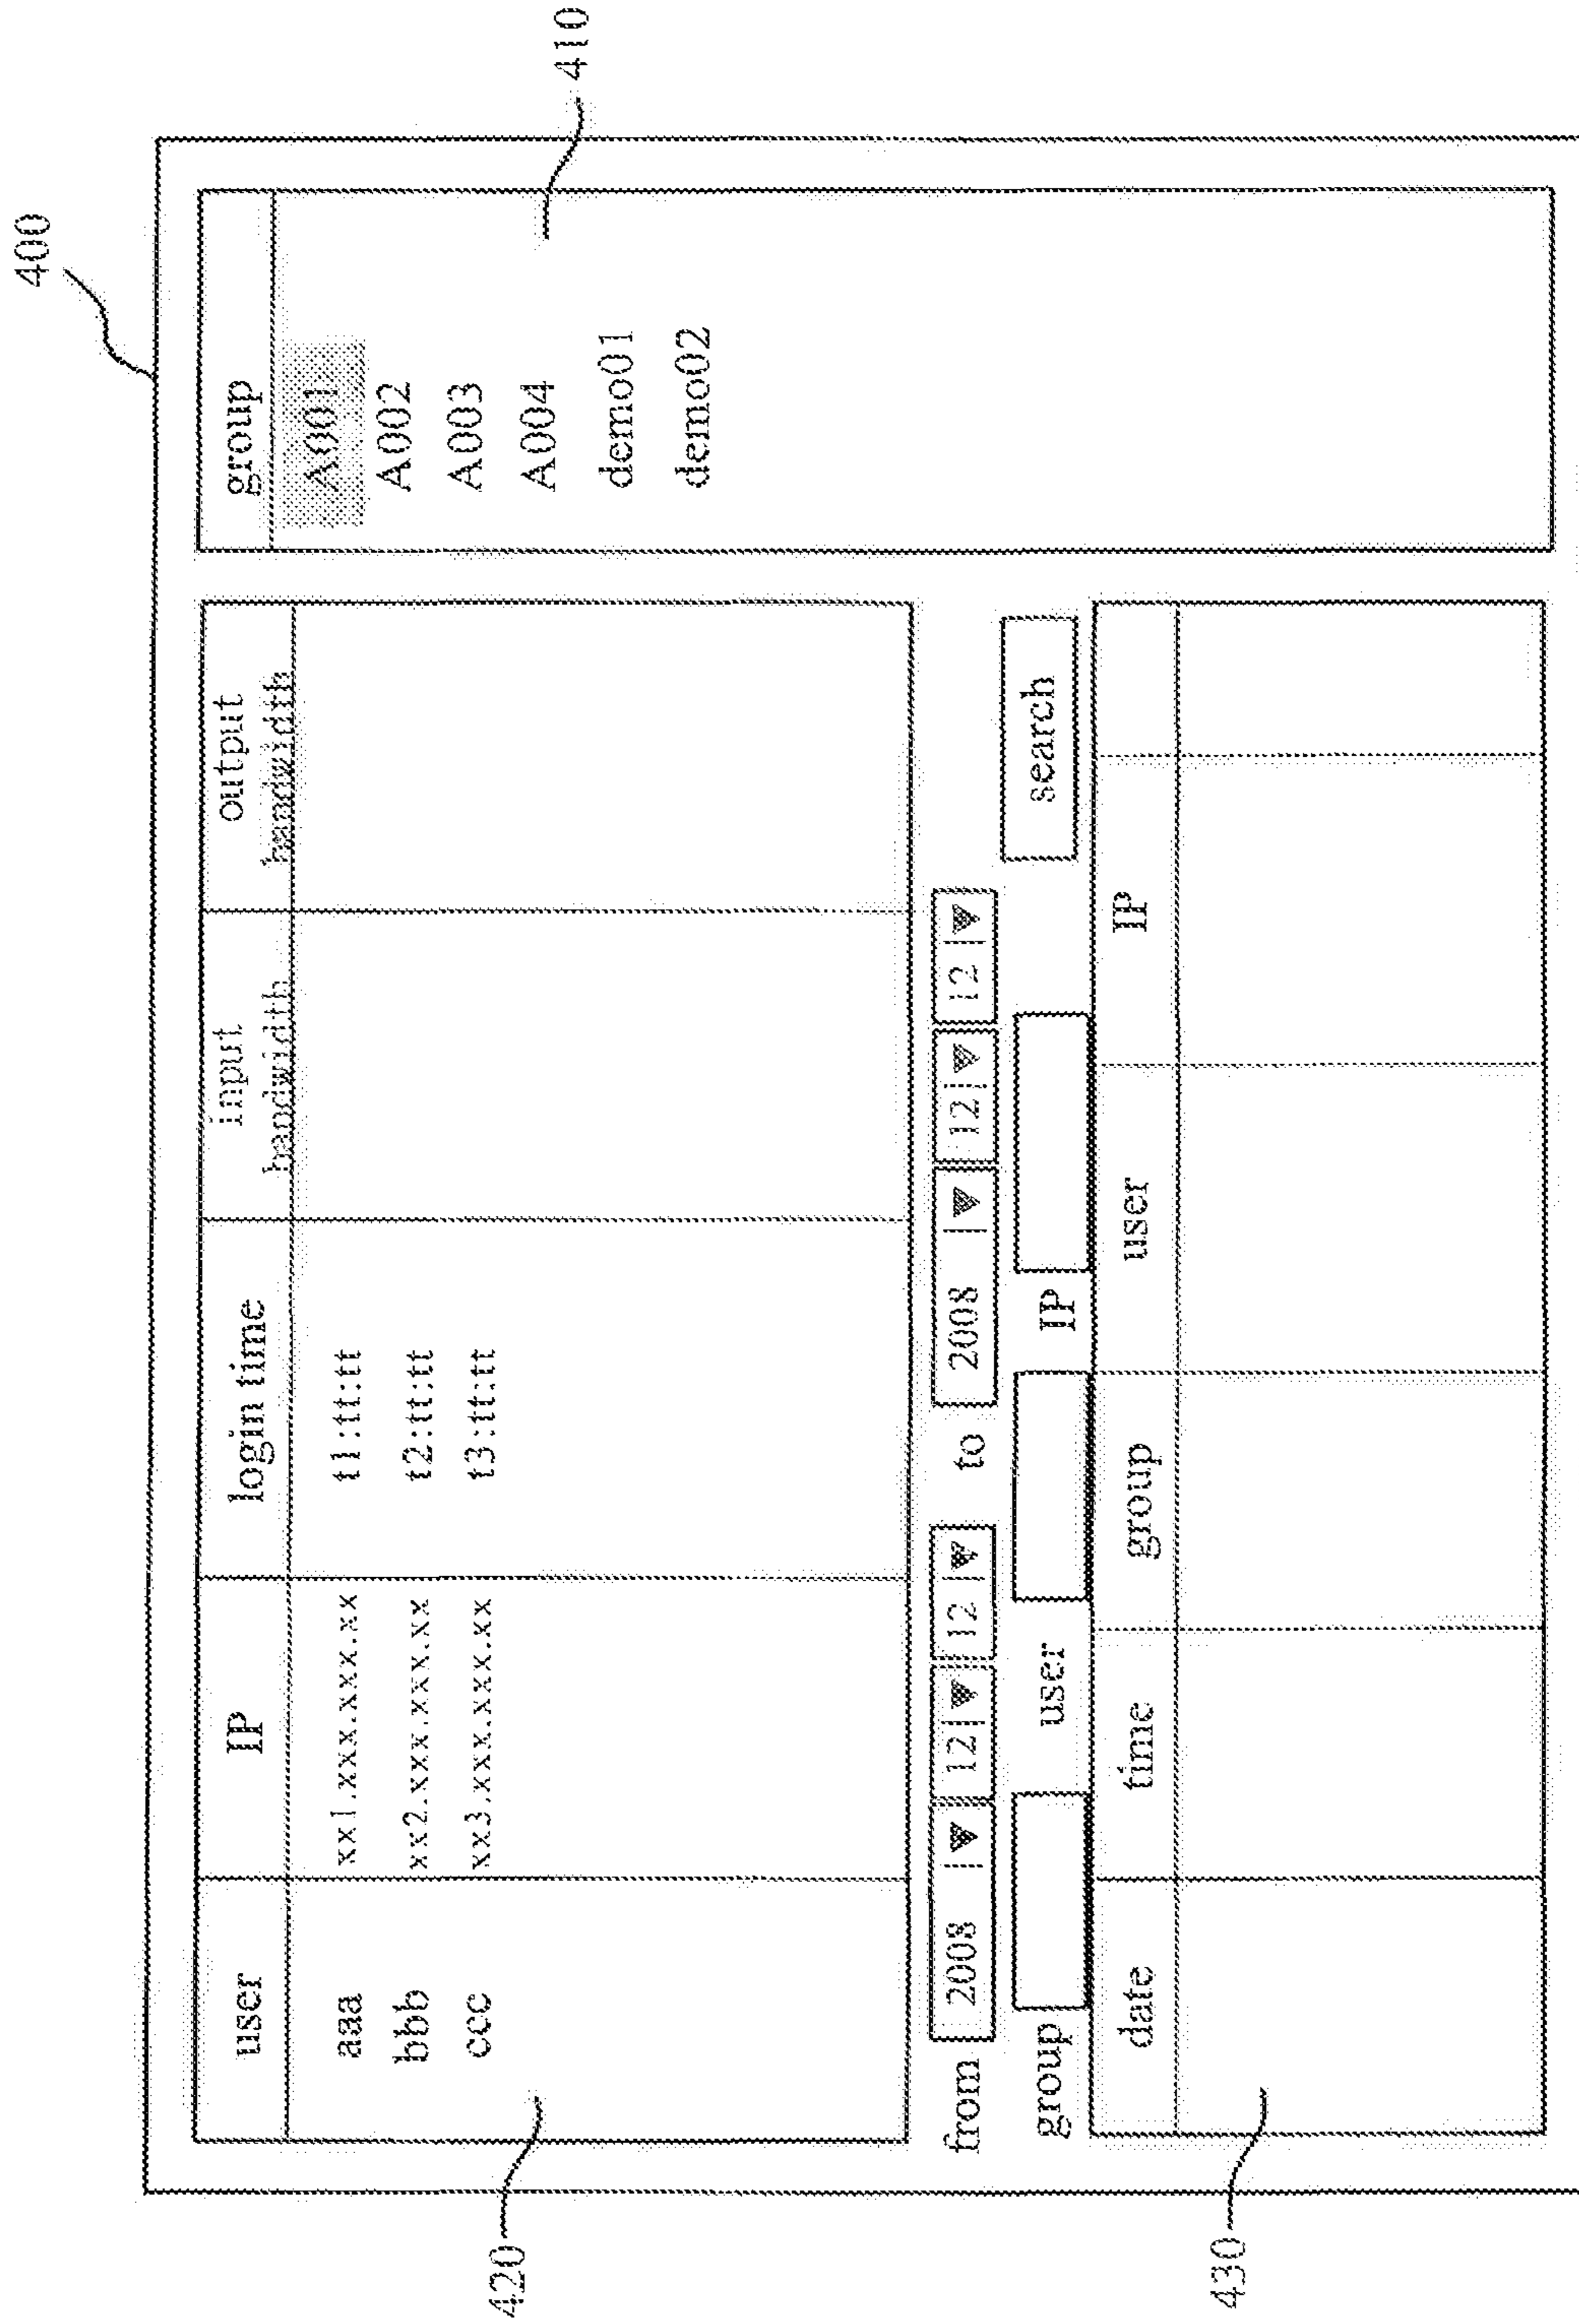 400
user IP login time input bandwidth output bandwidth
aaa xx1.xxx.xxx.xx t1:tt:tt
bbb xx2.xxx.xxx.xx t2:tt:tt
ccc xx3.xxx.xxx.xx t3:tt:tt
420
group
A001
A002
A003
A004
demo01
demo02
410
from 2008 12 12 to 2008 12 12
group user IP search
date time group user IP
430